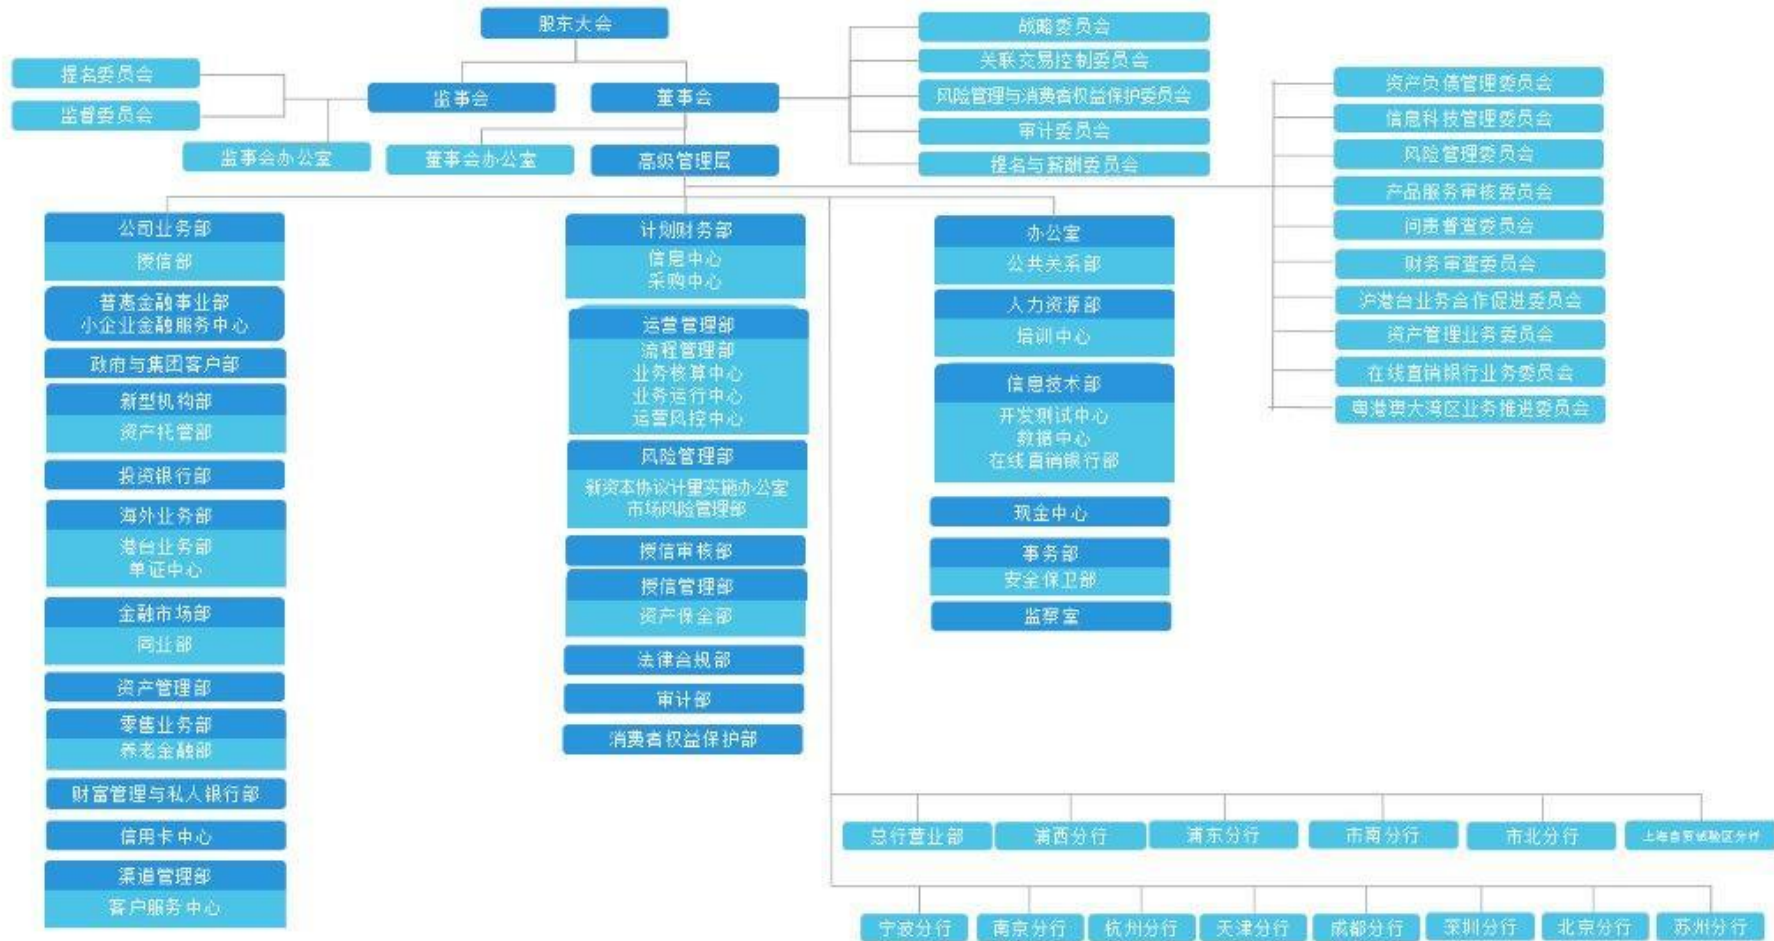 股东大会
监事会
董事会
提名委员会
监督委员会
监事会办公室
董事会办公室
高级管理层
战略委员会
关联交易控制委员会
风险管理与消费者权益保护委员会
审计委员会
提名与薪酬委员会
资产负债管理委员会
信息科技管理委员会
风险管理委员会
产品服务审核委员会
问责督查委员会
财务审查委员会
沪港台业务合作促进委员会
资产管理业务委员会
在线直销银行业务委员会
粤港澳大湾区业务推进委员会
公司业务部
授信部
普惠金融事业部
小企业金融服务中心
政府与集团客户部
新型机构部
资产托管部
投资银行部
海外业务部
港台业务部
单证中心
金融市场部
同业部
资产管理部
零售业务部
养老金融部
财富管理与私人银行部
信用卡中心
渠道管理部
客户服务中心
计划财务部
信息中心
采购中心
运营管理部
流程管理部
业务核算中心
业务运行中心
运营风控中心
风险管理部
新资本协议计量实施办公室
市场风险管理部
授信审核部
授信管理部
资产保全部
法律合规部
审计部
消费者权益保护部
办公室
公共关系部
人力资源部
培训中心
信息技术部
开发测试中心
数据中心
在线直销银行部
现金中心
事务部
安全保卫部
监察室
总行营业部
浦西分行
浦东分行
市南分行
市北分行
上海自贸试验区分行
宁波分行
南京分行
杭州分行
天津分行
成都分行
深圳分行
北京分行
苏州分行